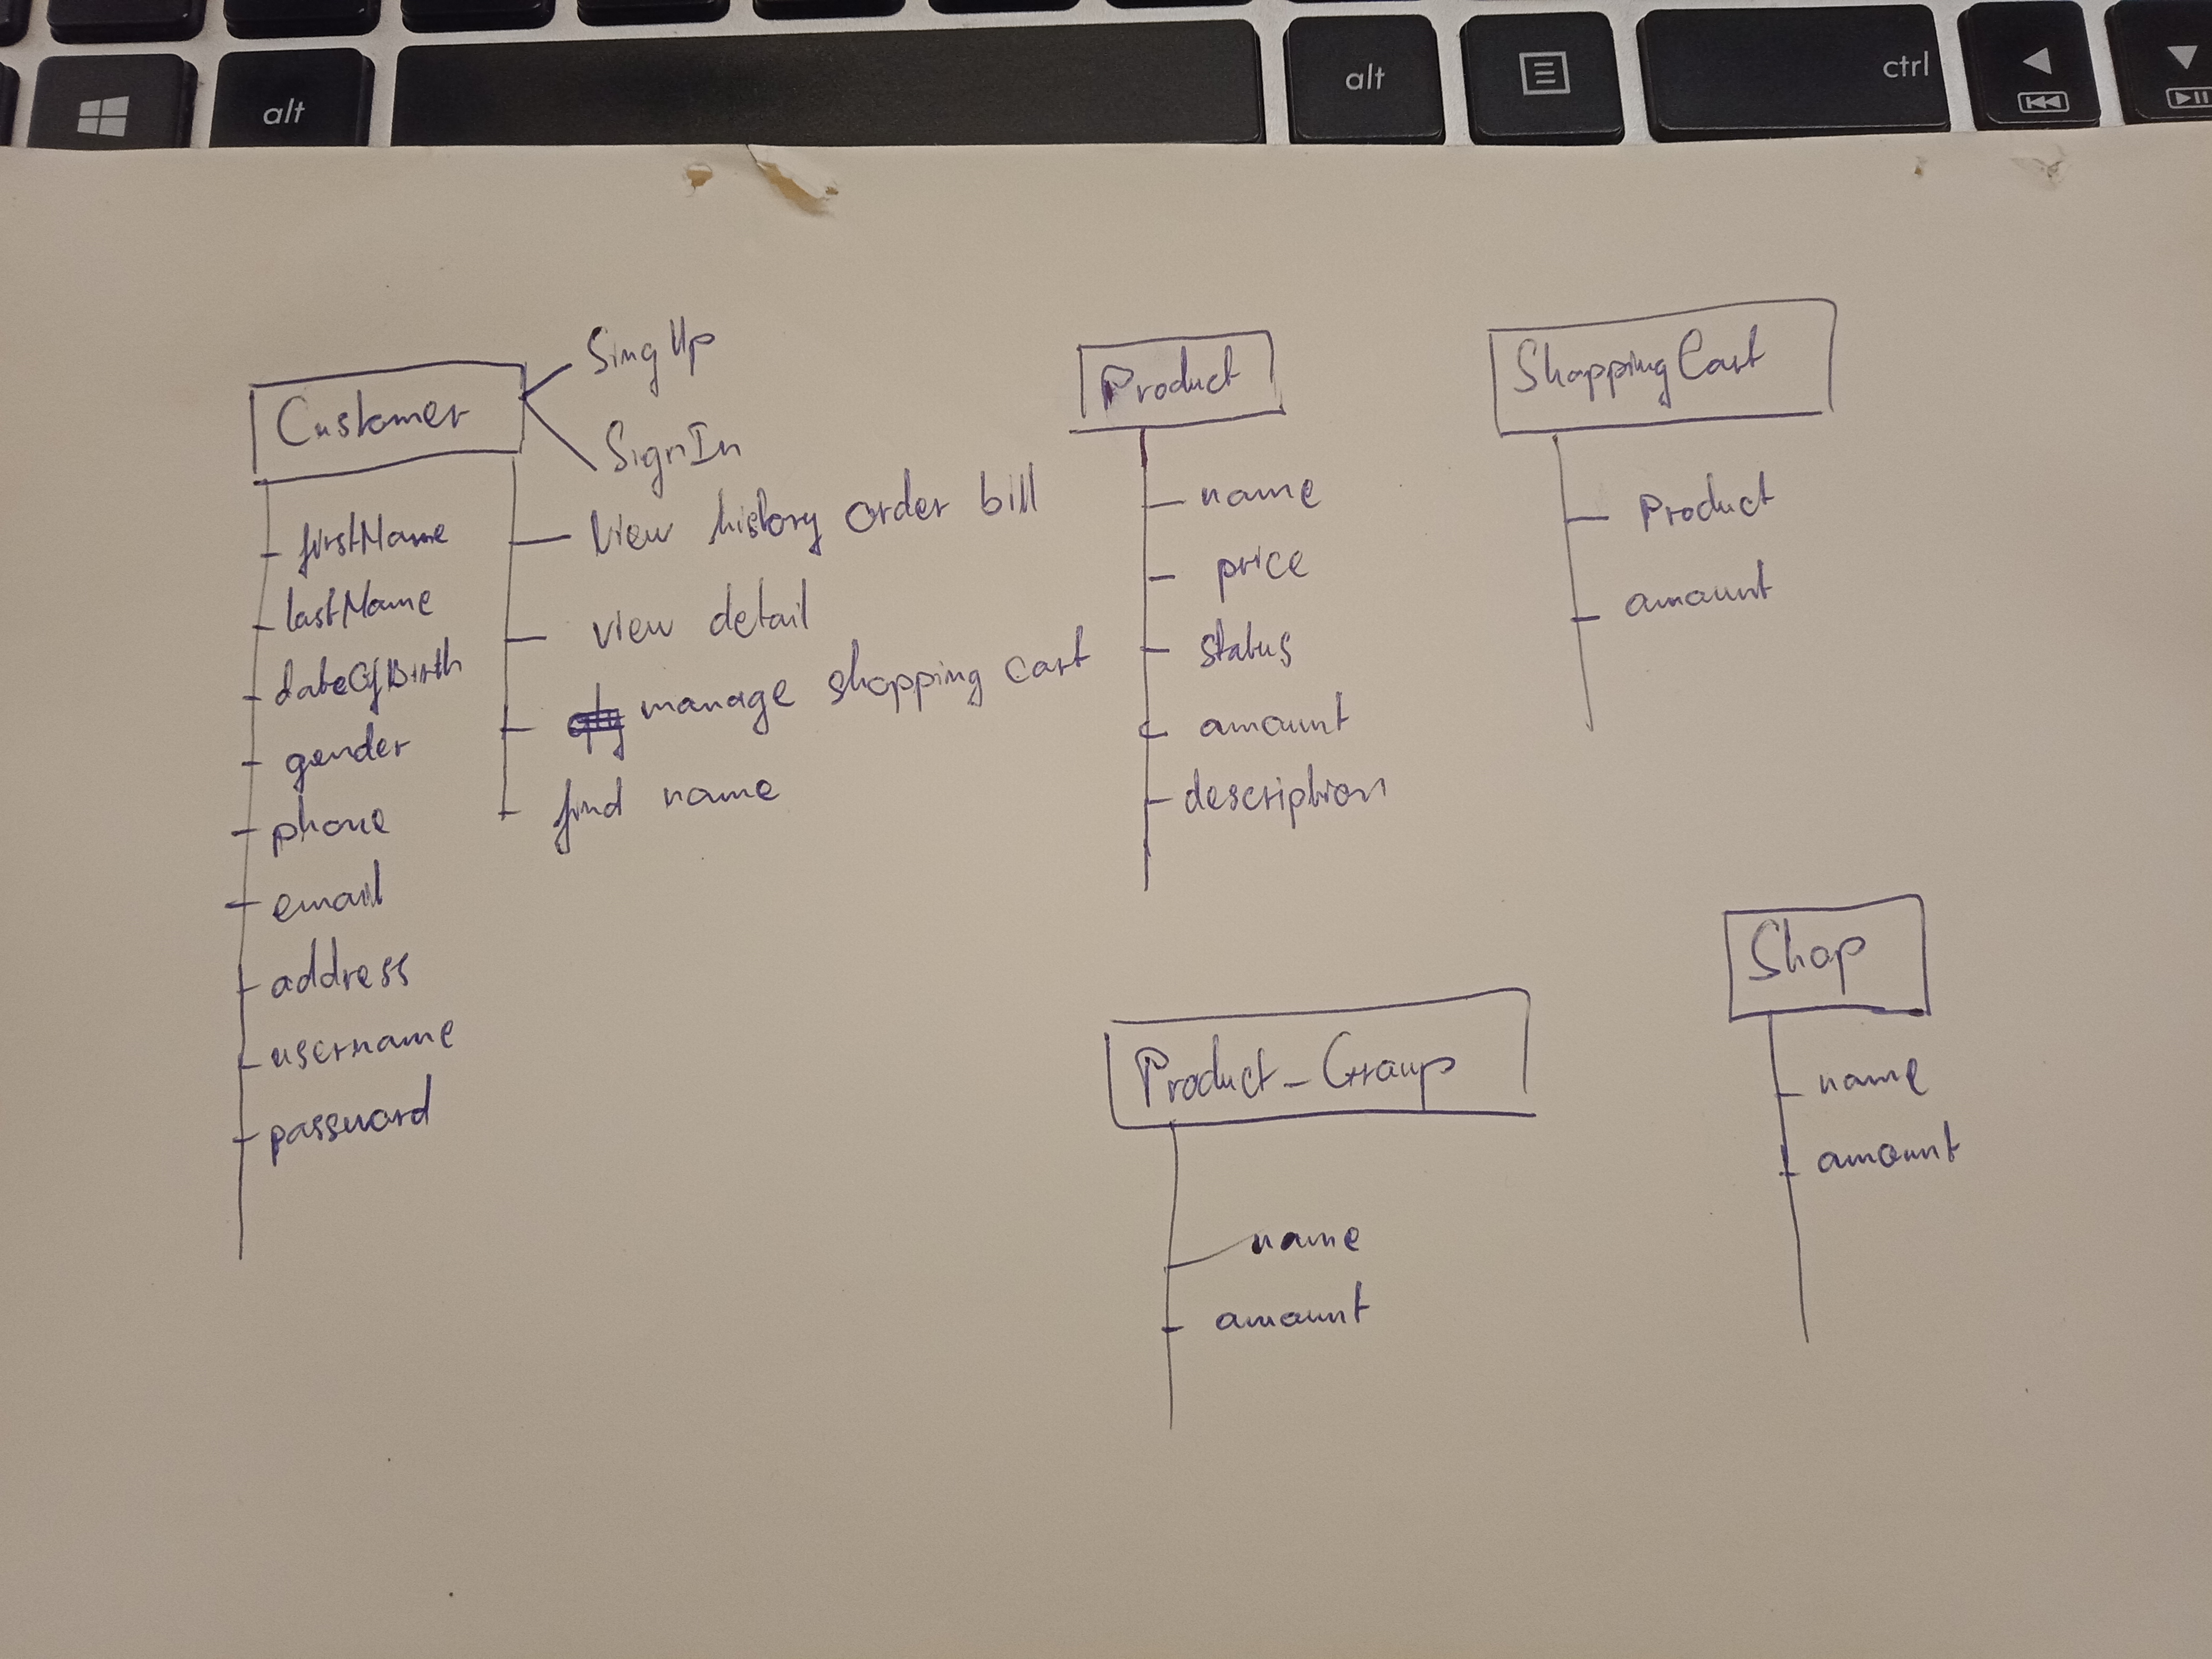 alt
alt
ctrl
Customer
Sing Up
SignIn
firstName
lastName
dateOfBirth
gender
phone
email
address
username
password
View history order bill
view detail
manage shopping cart
find name
Product
name
price
status
amount
description
Shopping Cart
Product
amount
Product_Group
name
amount
Shop
name
amount